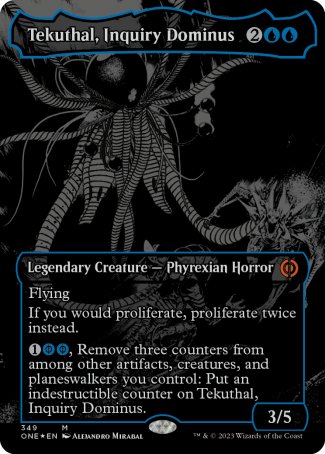 Tekuthal, Inquiry Dominus 2
Legendary Creature — Phyrexian Horror
Flying
If you would proliferate, proliferate twice
instead.
1, Remove three counters from
among other artifacts, creatures, and
planeswalkers you control: Put an
indestructible counter on Tekuthal,
Inquiry Dominus.
3/5
349 M
ONE★EN Alejandro Mirabal
™ & © 2023 Wizards of the Coast